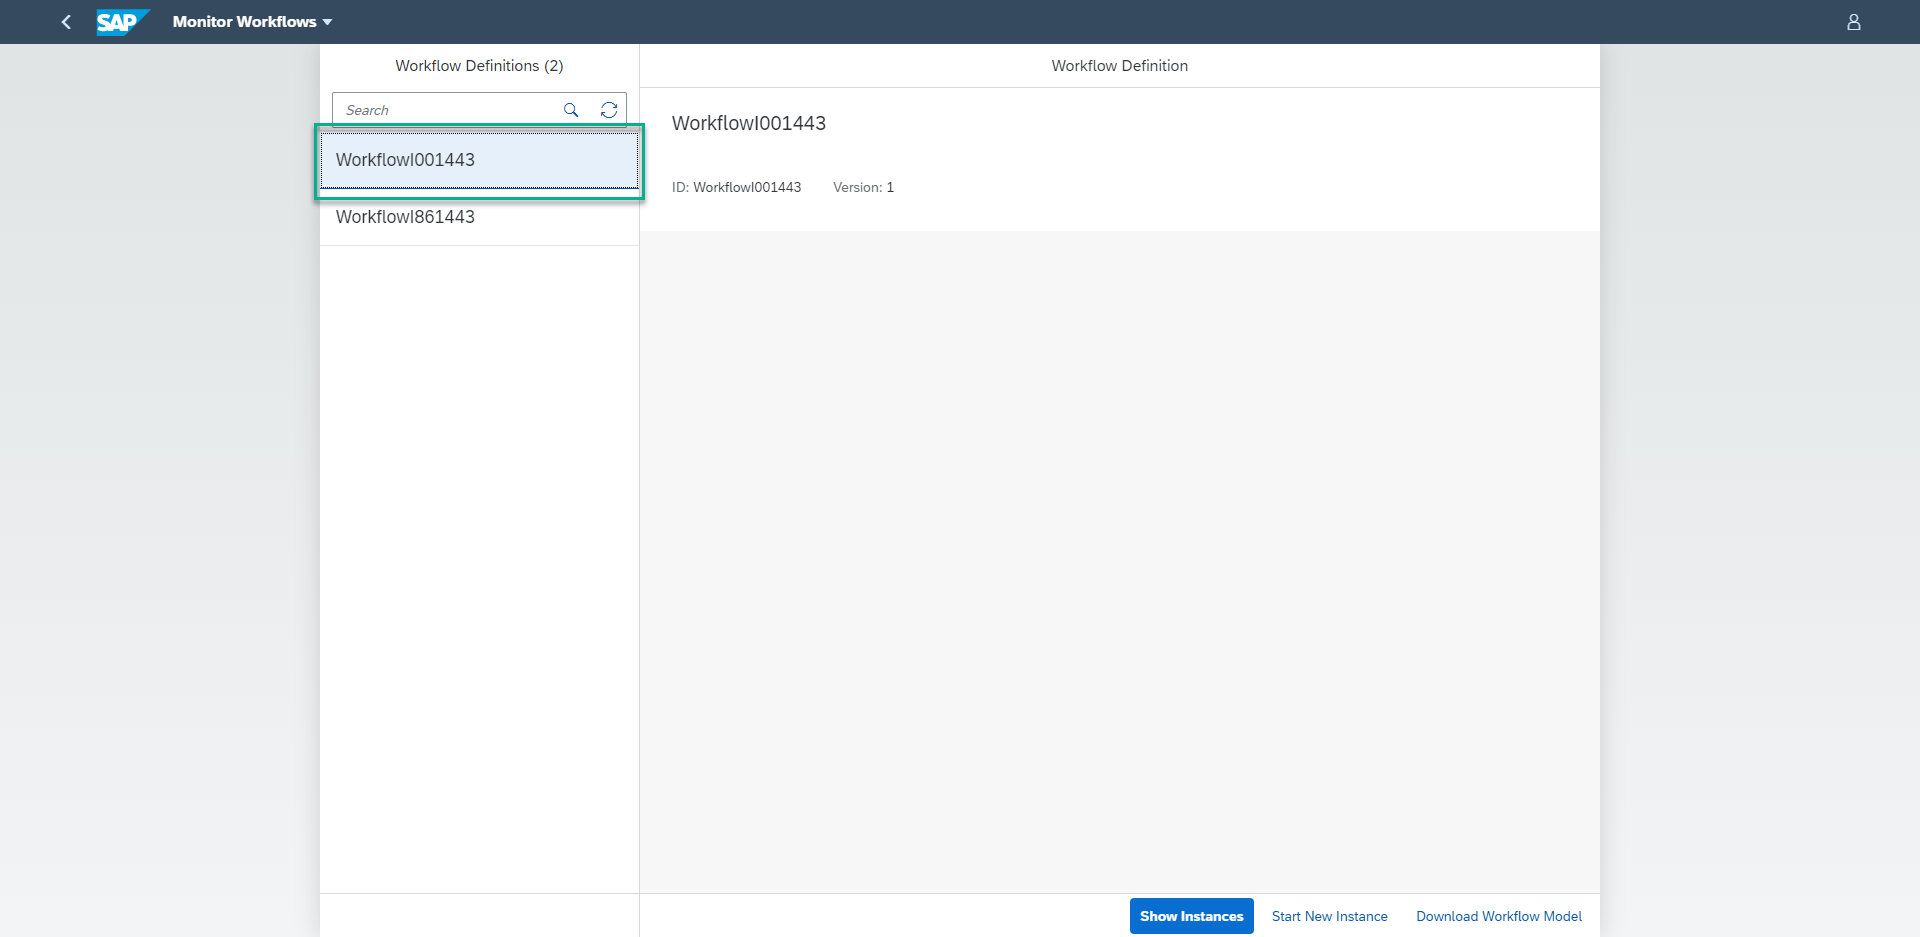 SAP Monitor Workflows
Workflow Definitions (2)
Search
WorkflowI001443
WorkflowI861443
Workflow Definition
WorkflowI001443
ID: WorkflowI001443 Version: 1
Show Instances Start New Instance Download Workflow Model